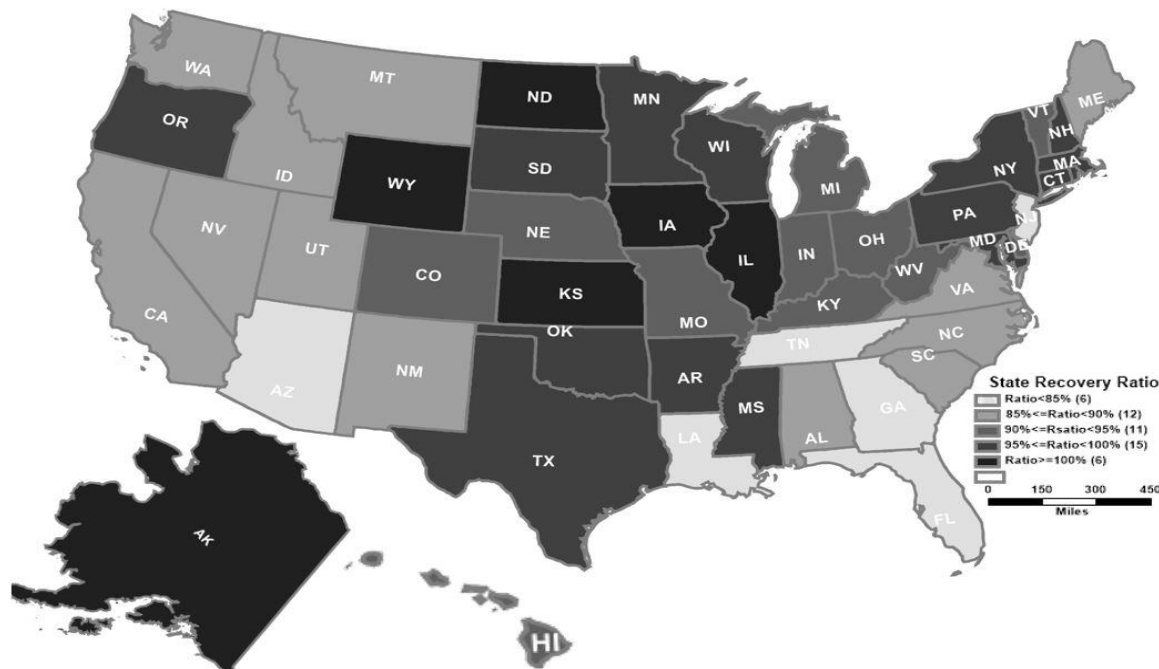 WA
MT
ND
MN
VT
ME
OR
NH
WI
MA
ID
SD
NY
WY
CT
MI
IA
PA
NJ
NE
NV
OH
MD
DE
UT
IN
IL
CO
WV
VA
KS
CA
MO
KY
OK
NC
TN
NM
AR
SC
AZ
MS
GA
LA
AL
TX
FL
AK
HI
State Recovery Ratio
Ratio<85% (6)
85%<=Ratio<90% (12)
90%<=Rsatio<95% (11)
95%<=Ratio<100% (15)
Ratio>=100% (6)
0 150 300 450
Miles